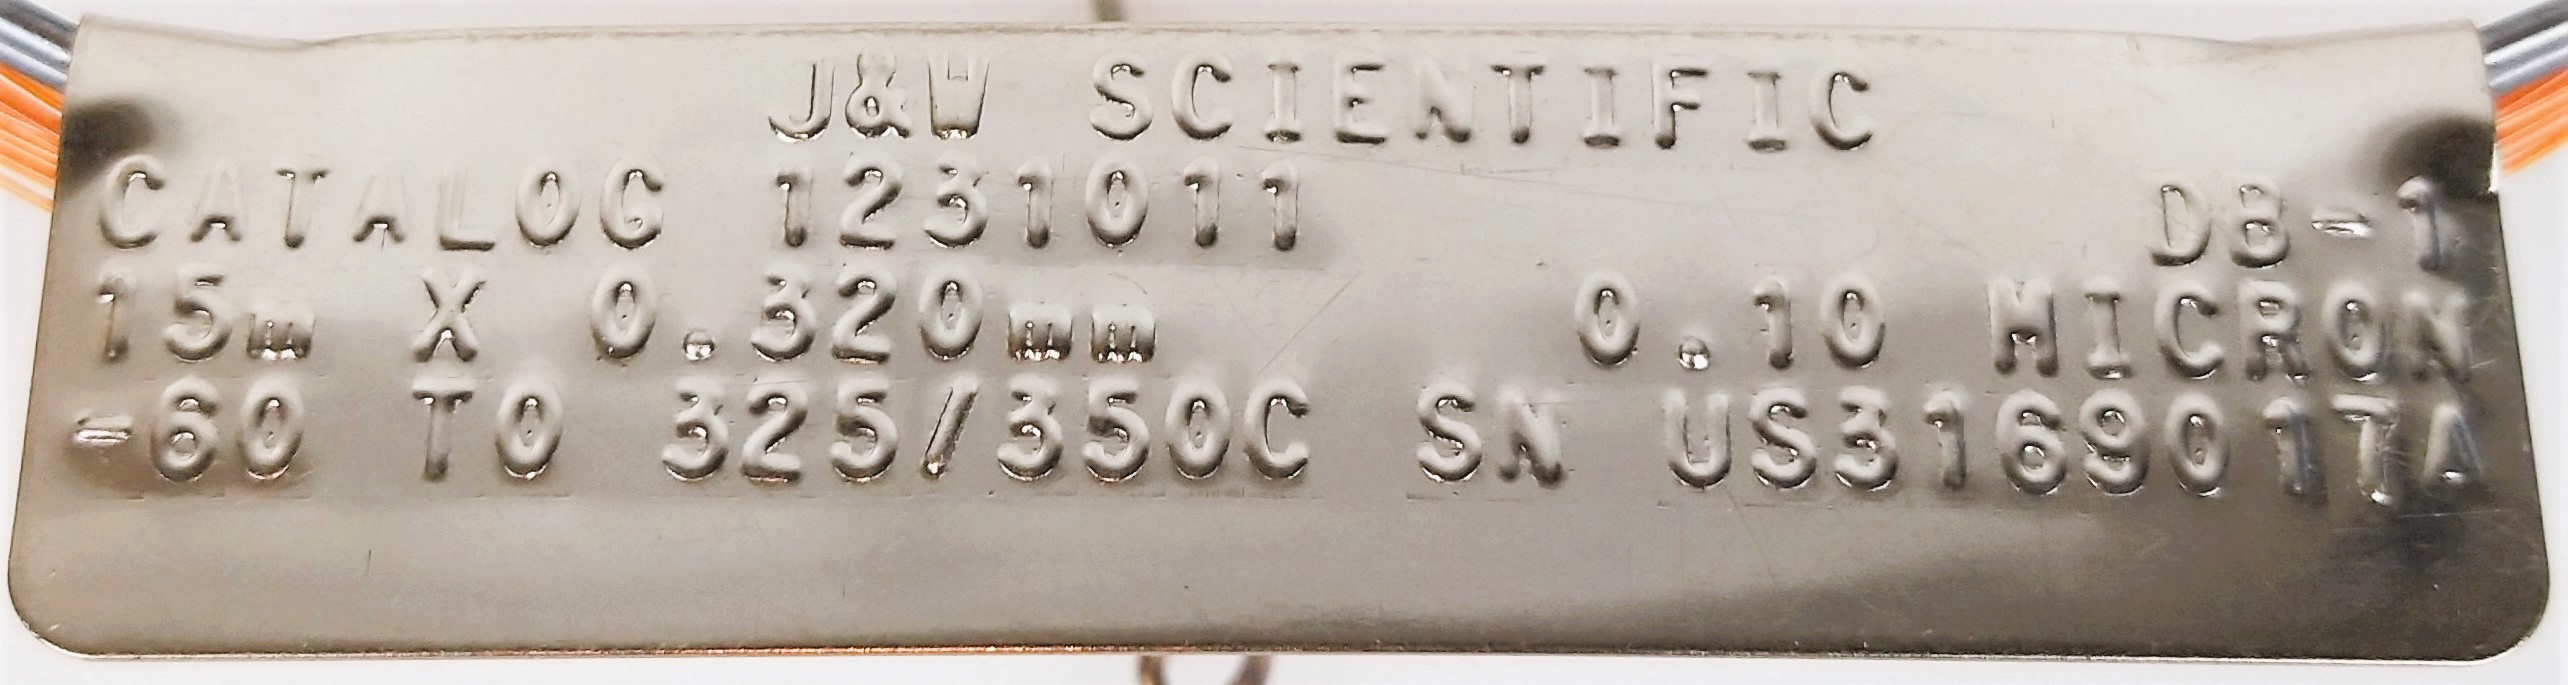 J&W SCIENTIFIC
CATALOG 1231011 DB-1
15m X 0.320mm 0.10 MICRON
-60 TO 325/350C SN US3169017A